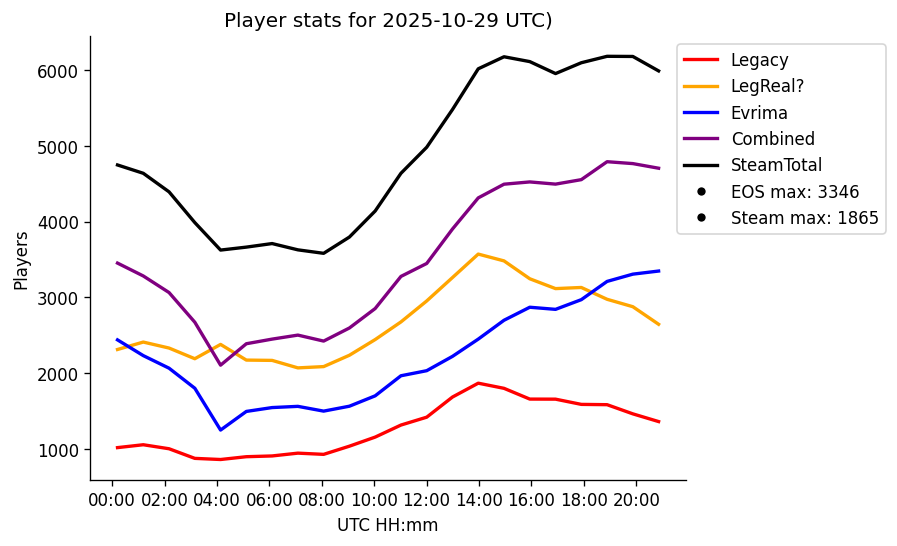 Player stats for 2025-10-29 UTC)
Legacy
LegReal?
Evrima
Combined
SteamTotal
EOS max: 3346
Steam max: 1865
Players
6000
5000
4000
3000
2000
1000
00:00 02:00 04:00 06:00 08:00 10:00 12:00 14:00 16:00 18:00 20:00
UTC HH:mm